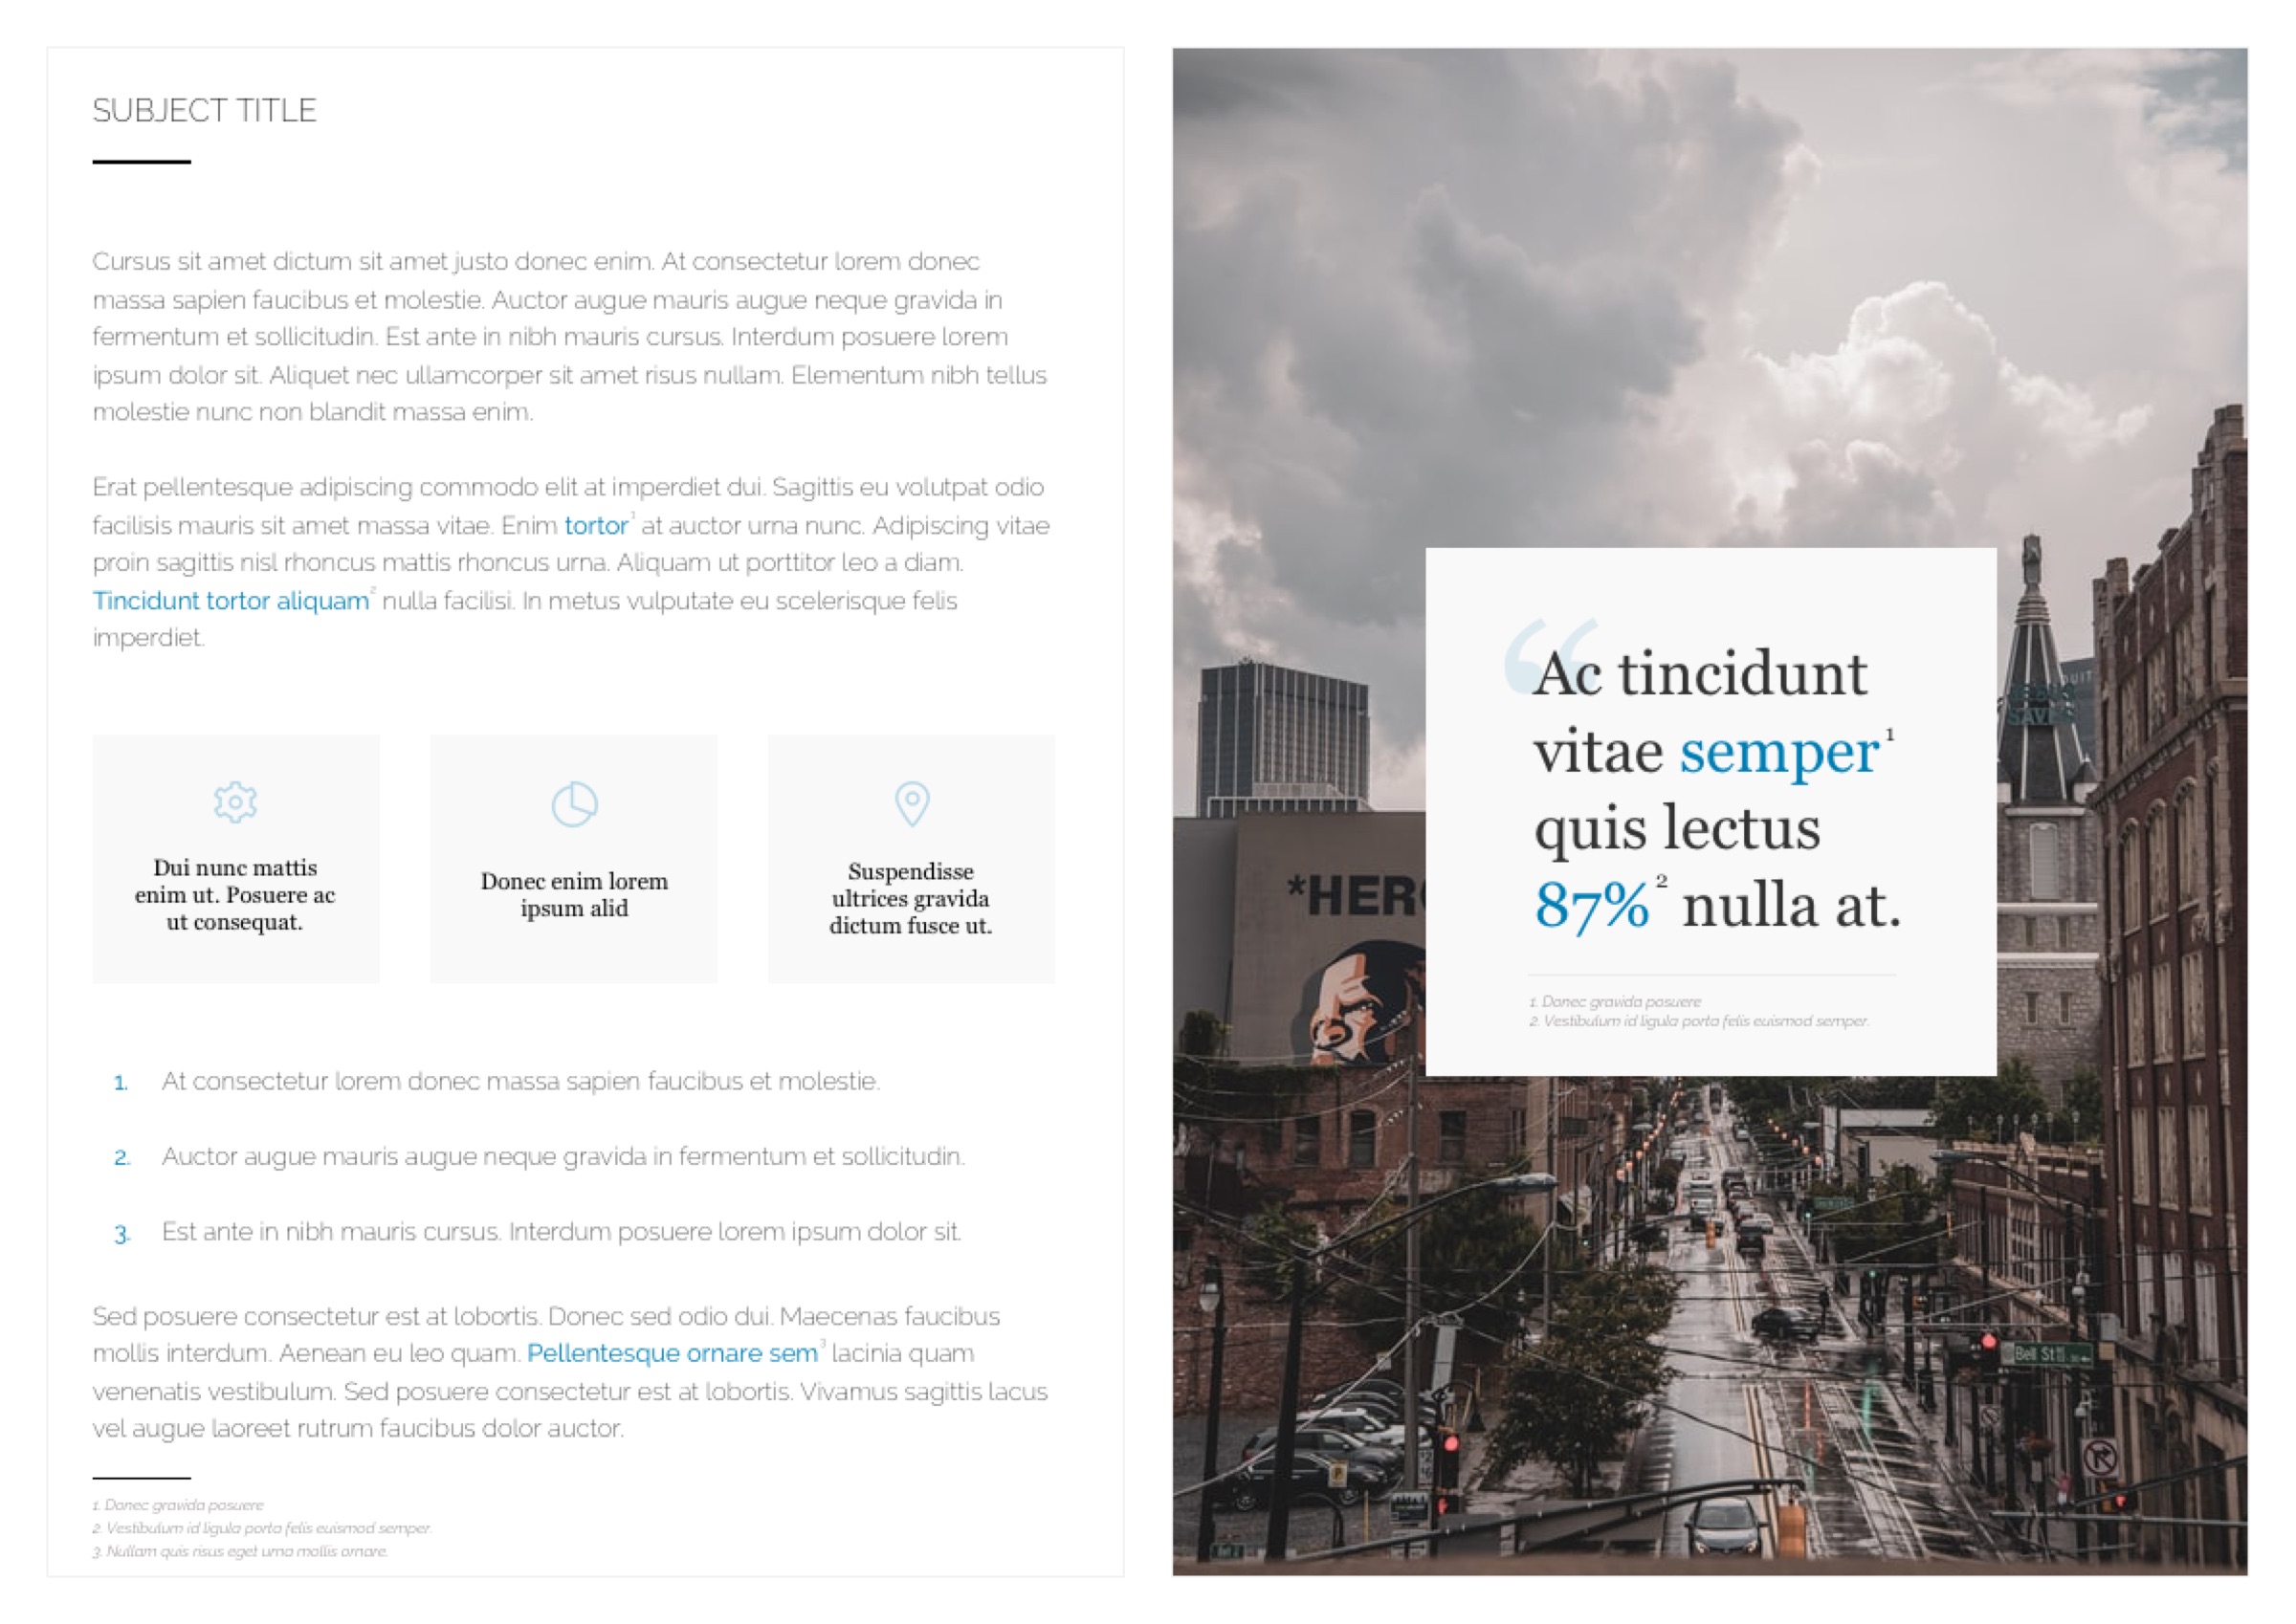 SUBJECT TITLE
Cursus sit amet dictum sit amet justo donec enim. At consectetur lorem donec
massa sapien faucibus et molestie. Auctor augue mauris augue neque gravida in
fermentum et sollicitudin. Est ante in nibh mauris cursus. Interdum posuere lorem
ipsum dolor sit. Aliquet nec ullamcorper sit amet risus nullam. Elementum nibh tellus
molestie nunc non blandit massa enim.
Erat pellentesque adipiscing commodo elit at imperdiet dui. Sagittis eu volutpat odio
facilisis mauris sit amet massa vitae. Enim tortor¹ at auctor urna nunc. Adipiscing vitae
proin sagittis nisl rhoncus mattis rhoncus urna. Aliquam ut porttitor leo a diam.
Tincidunt tortor aliquam² nulla facilisi. In metus vulputate eu scelerisque felis
imperdiet.
Dui nunc mattis
enim ut. Posuere ac
ut consequat.
Donec enim lorem
ipsum alid
Suspendisse
ultrices gravida
dictum fusce ut.
1. At consectetur lorem donec massa sapien faucibus et molestie.
2. Auctor augue mauris augue neque gravida in fermentum et sollicitudin.
3. Est ante in nibh mauris cursus. Interdum posuere lorem ipsum dolor sit.
Sed posuere consectetur est at lobortis. Donec sed odio dui. Maecenas faucibus
mollis interdum. Aenean eu leo quam. Pellentesque ornare sem³ lacinia quam
venenatis vestibulum. Sed posuere consectetur est at lobortis. Vivamus sagittis lacus
vel augue laoreet rutrum faucibus dolor auctor.
1. Donec gravida posuere
2. Vestibulum id ligula porta felis euismod semper.
3. Nullam quis risus eget urna mollis ornare.
“Ac tincidunt
vitae semper¹
quis lectus
87%² nulla at.
1. Donec gravida posuere
2. Vestibulum id ligula porta felis euismod semper.
*HER
JESUS
SAVES
Bell St